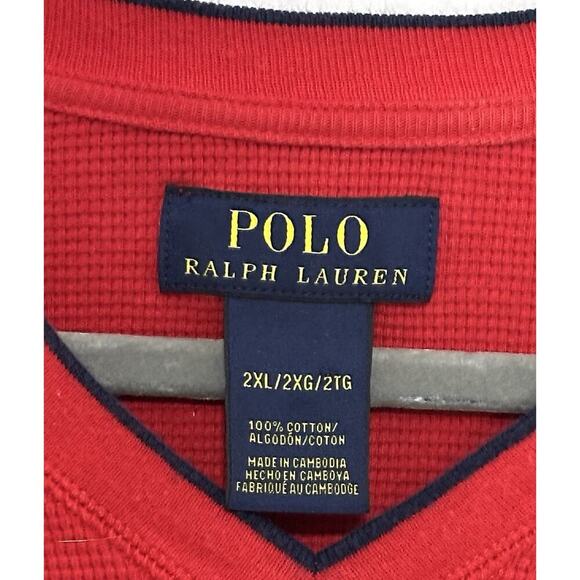 POLO
RALPH LAUREN
2XL/2XG/2TG
100% COTTON/
ALGODÓN/COTON
MADE IN CAMBODIA
HECHO EN CAMBOYA
FABRIQUÉ AU CAMBODGE